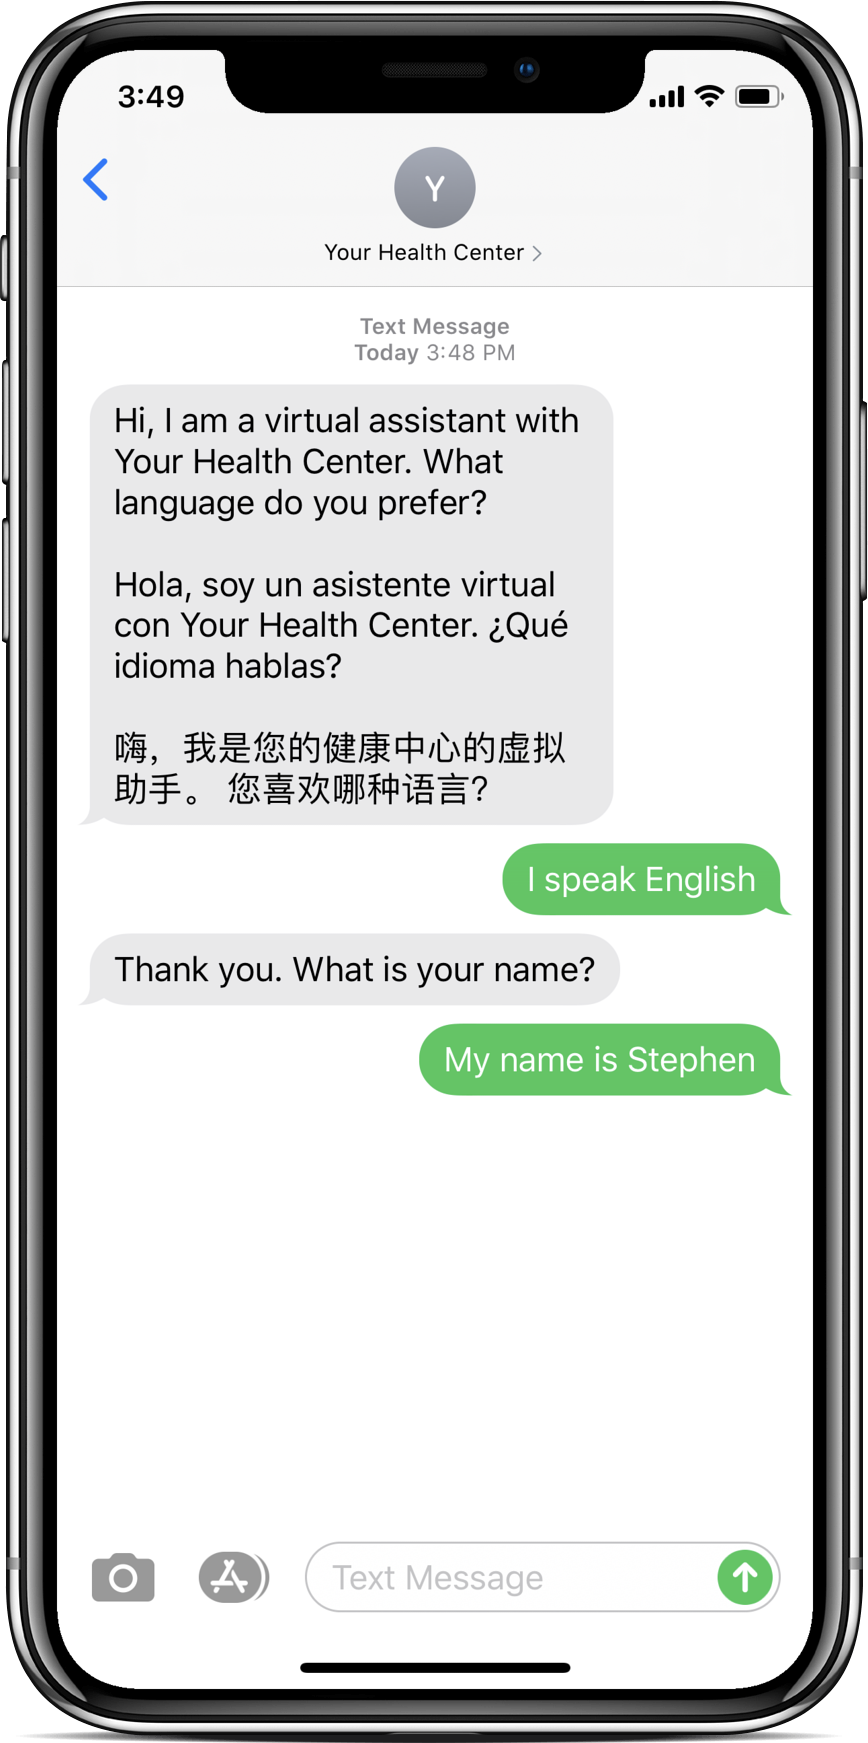 3:49
Y
Your Health Center
Text Message
Today 3:48 PM
Hi, I am a virtual assistant with
Your Health Center. What
language do you prefer?
Hola, soy un asistente virtual
con Your Health Center. ¿Qué
idioma hablas?
嗨，我是您的健康中心的虚拟
助手。 您喜欢哪种语言?
I speak English
Thank you. What is your name?
My name is Stephen
Text Message